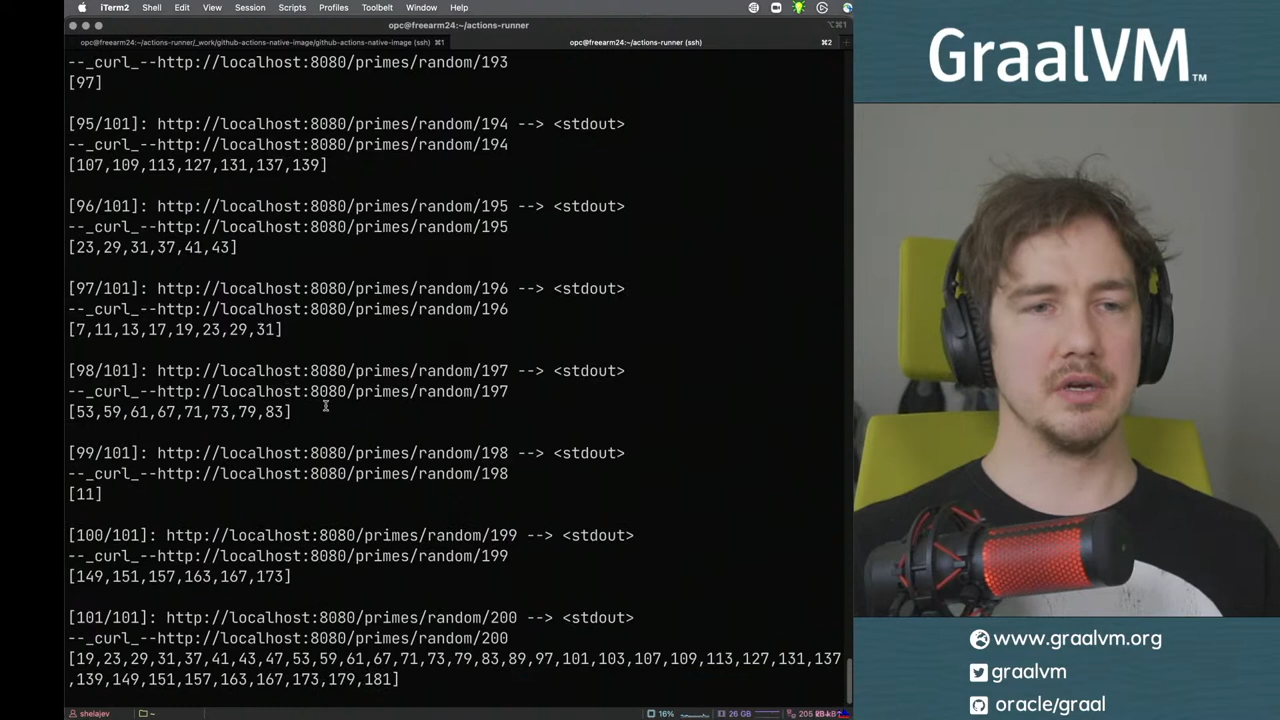 iTerm2 Shell Edit View Session Scripts Profiles Toolbelt Window Help
opc@freearm24:~/actions-runner
⌥⌘1
opc@freearm24:~/actions-runner/_work/github-actions-native-image/github-actions-native-image (ssh) ⌘1
opc@freearm24:~/actions-runner (ssh) ⌘2
--_curl_--http://localhost:8080/primes/random/193
[97]
[95/101]: http://localhost:8080/primes/random/194 --> <stdout>
--_curl_--http://localhost:8080/primes/random/194
[107,109,113,127,131,137,139]
[96/101]: http://localhost:8080/primes/random/195 --> <stdout>
--_curl_--http://localhost:8080/primes/random/195
[23,29,31,37,41,43]
[97/101]: http://localhost:8080/primes/random/196 --> <stdout>
--_curl_--http://localhost:8080/primes/random/196
[7,11,13,17,19,23,29,31]
[98/101]: http://localhost:8080/primes/random/197 --> <stdout>
--_curl_--http://localhost:8080/primes/random/197
[53,59,61,67,71,73,79,83]
[99/101]: http://localhost:8080/primes/random/198 --> <stdout>
--_curl_--http://localhost:8080/primes/random/198
[11]
[100/101]: http://localhost:8080/primes/random/199 --> <stdout>
--_curl_--http://localhost:8080/primes/random/199
[149,151,157,163,167,173]
[101/101]: http://localhost:8080/primes/random/200 --> <stdout>
--_curl_--http://localhost:8080/primes/random/200
[19,23,29,31,37,41,43,47,53,59,61,67,71,73,79,83,89,97,101,103,107,109,113,127,131,137
,139,149,151,157,163,167,173,179,181]
shelajev ~ 16% 26 GB
GraalVM™
www.graalvm.org
graalvm
oracle/graal